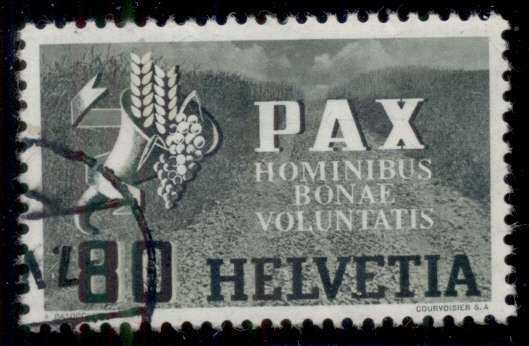 PAX
HOMINIBUS
BONAE
VOLUNTATIS
80 HELVETIA
COURVOISIER S.A